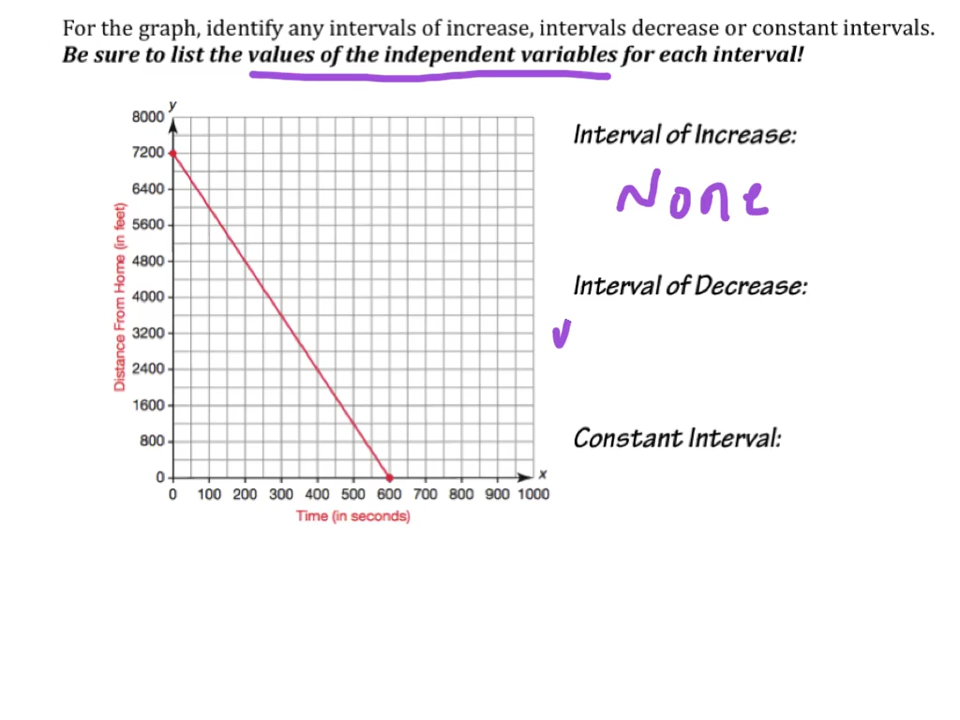 For the graph, identify any intervals of increase, intervals decrease or constant intervals.
Be sure to list the values of the independent variables for each interval!
y
8000
7200
6400
5600
4800
4000
3200
2400
1600
800
0
Distance From Home (in feet)
x
0 100 200 300 400 500 600 700 800 900 1000
Time (in seconds)
Interval of Increase:
None
Interval of Decrease:
Constant Interval: